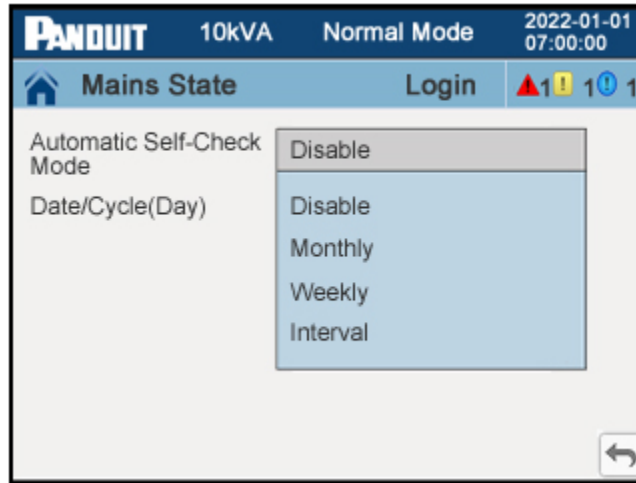 PANDUIT 10kVA Normal Mode 2022-01-01
07:00:00
Mains State Login 1 ! 1 1
Automatic Self-Check
Mode
Disable
Date/Cycle(Day)
Disable
Monthly
Weekly
Interval